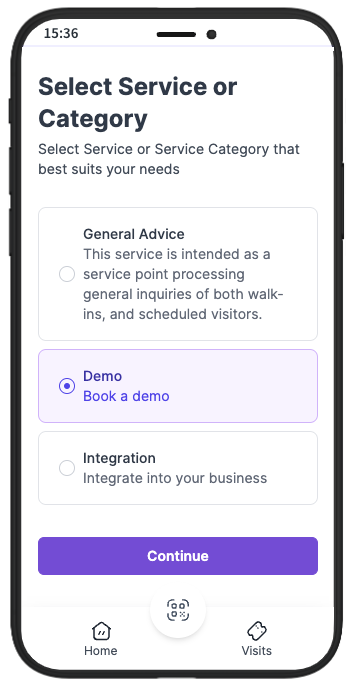 15:36
Select Service or
Category
Select Service or Service Category that
best suits your needs
General Advice
This service is intended as a
service point processing
general inquiries of both walk-
ins, and scheduled visitors.
Demo
Book a demo
Integration
Integrate into your business
Continue
Home
Visits